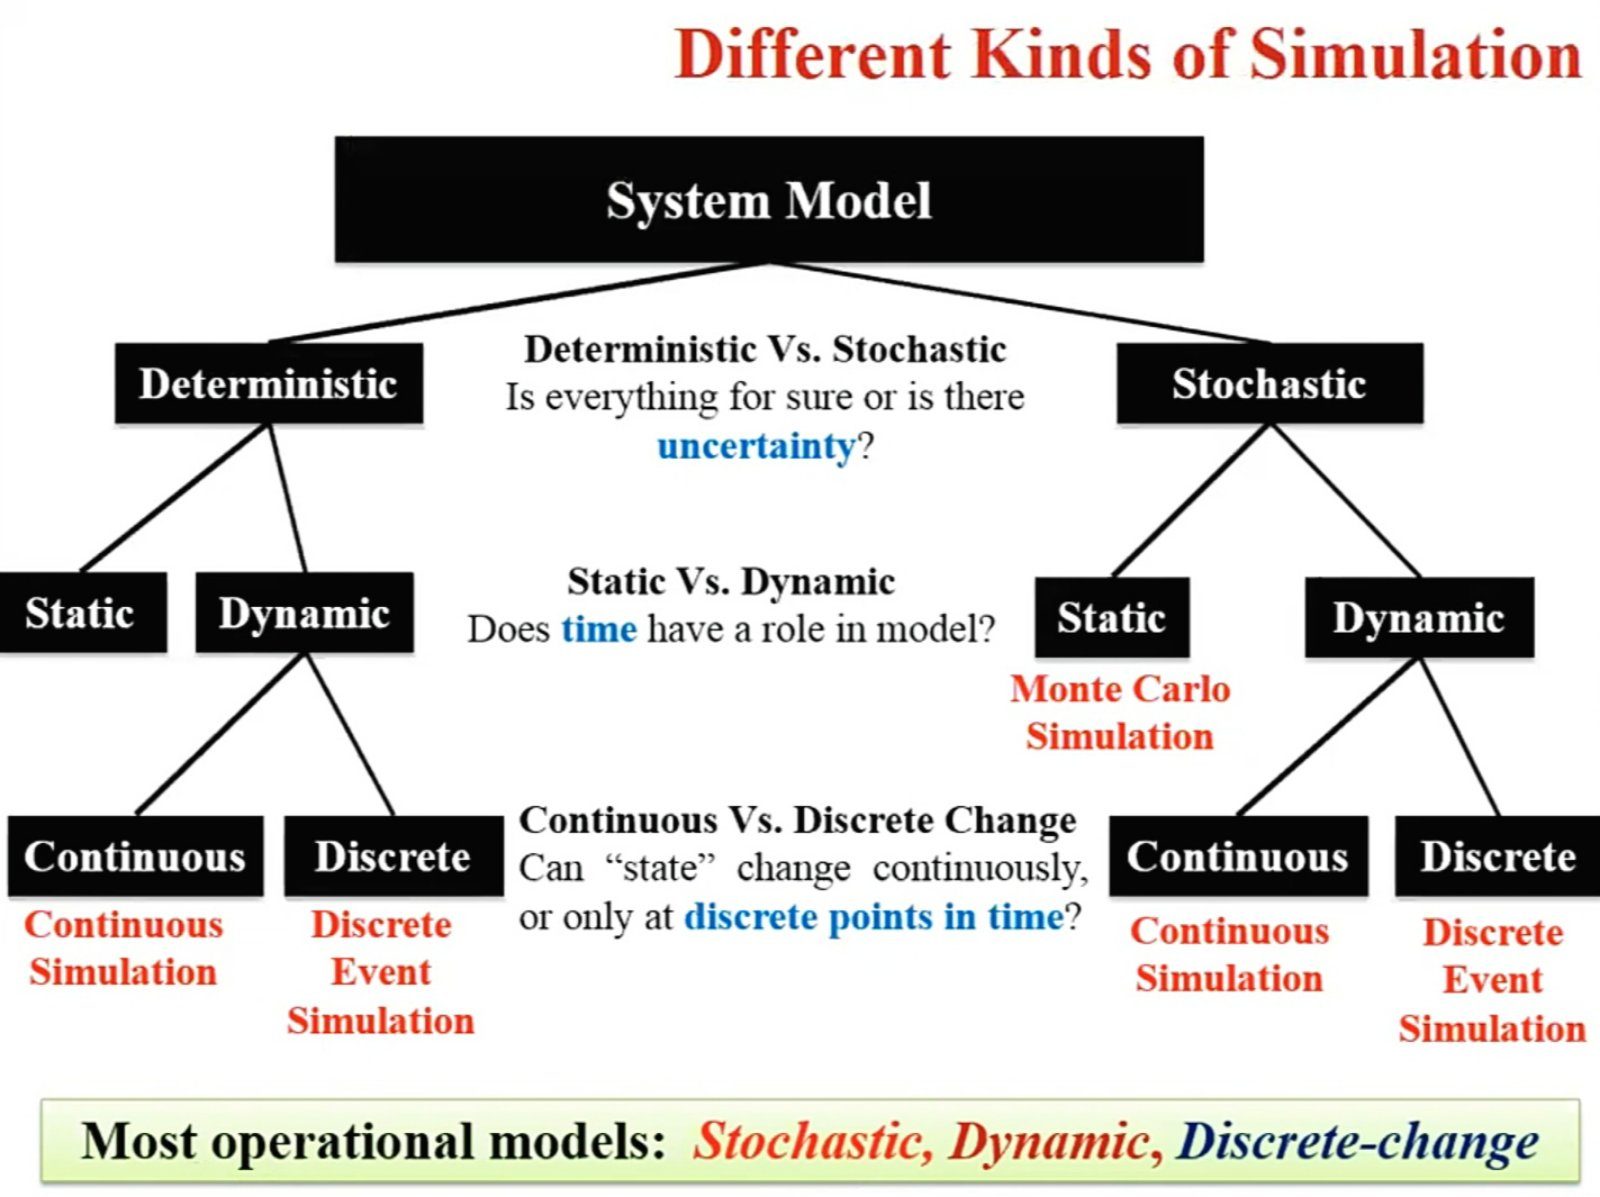 Different Kinds of Simulation
System Model
Deterministic
Deterministic Vs. Stochastic
Is everything for sure or is there
uncertainty?
Stochastic
Static
Dynamic
Static Vs. Dynamic
Does time have a role in model?
Static
Dynamic
Monte Carlo
Simulation
Continuous
Discrete
Continuous Vs. Discrete Change
Can “state” change continuously,
or only at discrete points in time?
Continuous
Discrete
Continuous
Simulation
Discrete
Event
Simulation
Continuous
Simulation
Discrete
Event
Simulation
Most operational models: Stochastic, Dynamic, Discrete-change